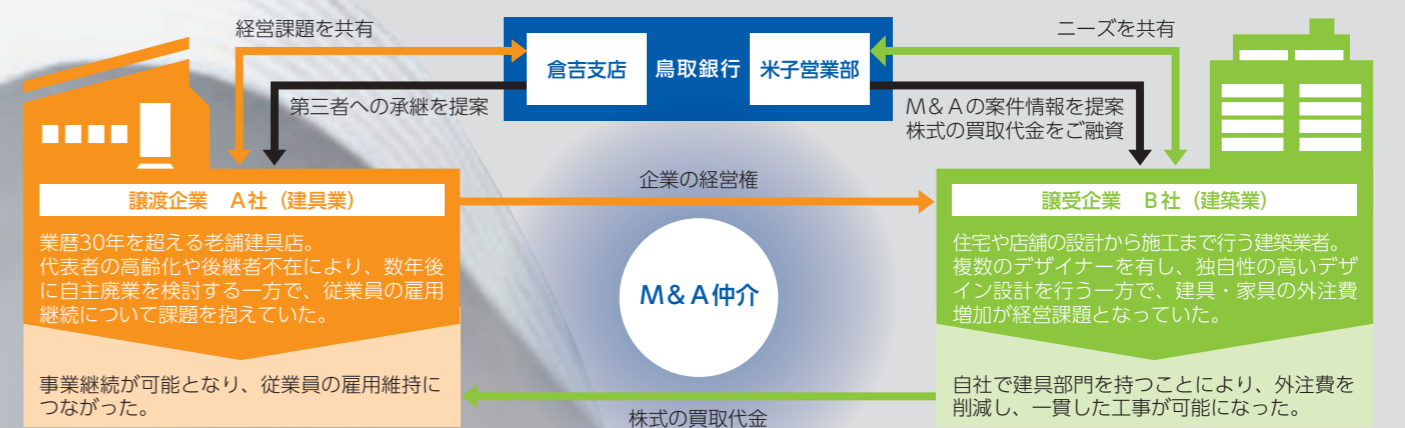 経営課題を共有
第三者への承継を提案
倉吉支店
鳥取銀行
米子営業部
ニーズを共有
M&Aの案件情報を提案
株式の買取代金をご融資
企業の経営権
M&A仲介
株式の買取代金
譲渡企業 A社(建具業)
業暦30年を超える老舗建具店。
代表者の高齢化や後継者不在により、数年後
に自主廃業を検討する一方で、従業員の雇用
継続について課題を抱えていた。
事業継続が可能となり、従業員の雇用維持に
つながった。
譲受企業 B社(建築業)
住宅や店舗の設計から施工まで行う建築業者。
複数のデザイナーを有し、独自性の高いデザ
イン設計を行う一方で、建具・家具の外注費
増加が経営課題となっていた。
自社で建具部門を持つことにより、外注費を
削減し、一貫した工事が可能になった。